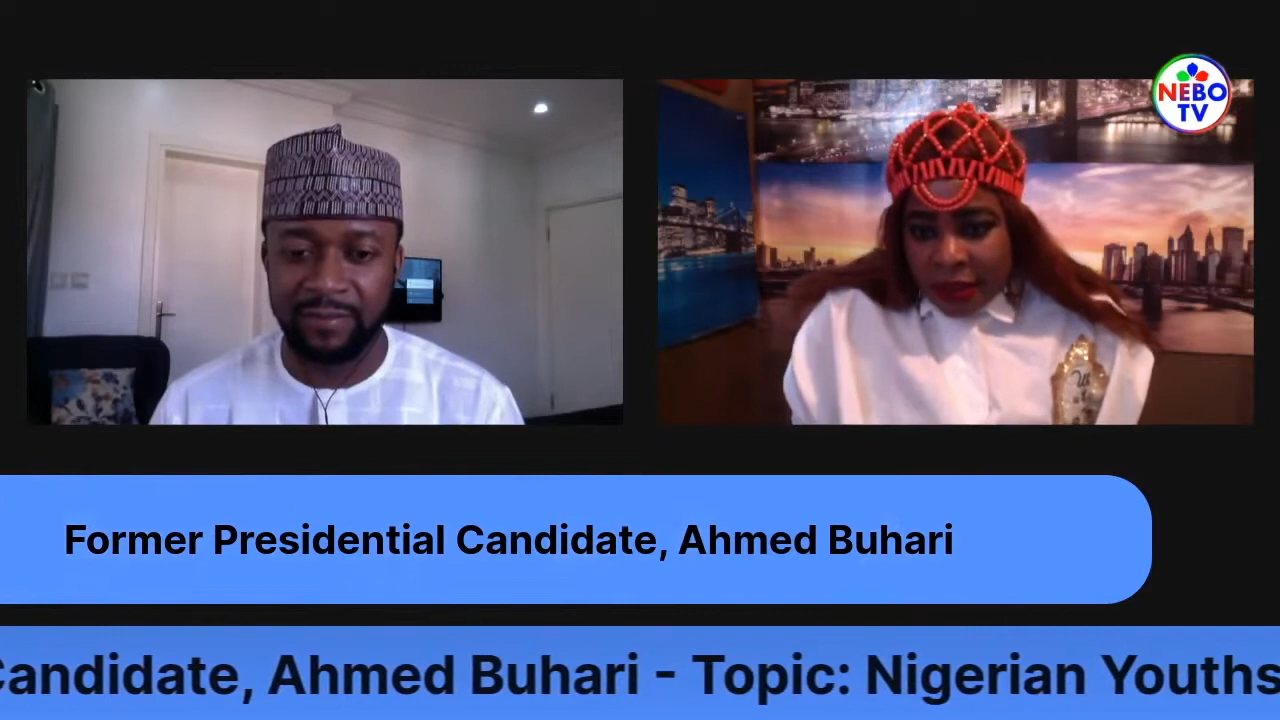 NEBO
TV
Former Presidential Candidate, Ahmed Buhari
Candidate, Ahmed Buhari - Topic: Nigerian Youths